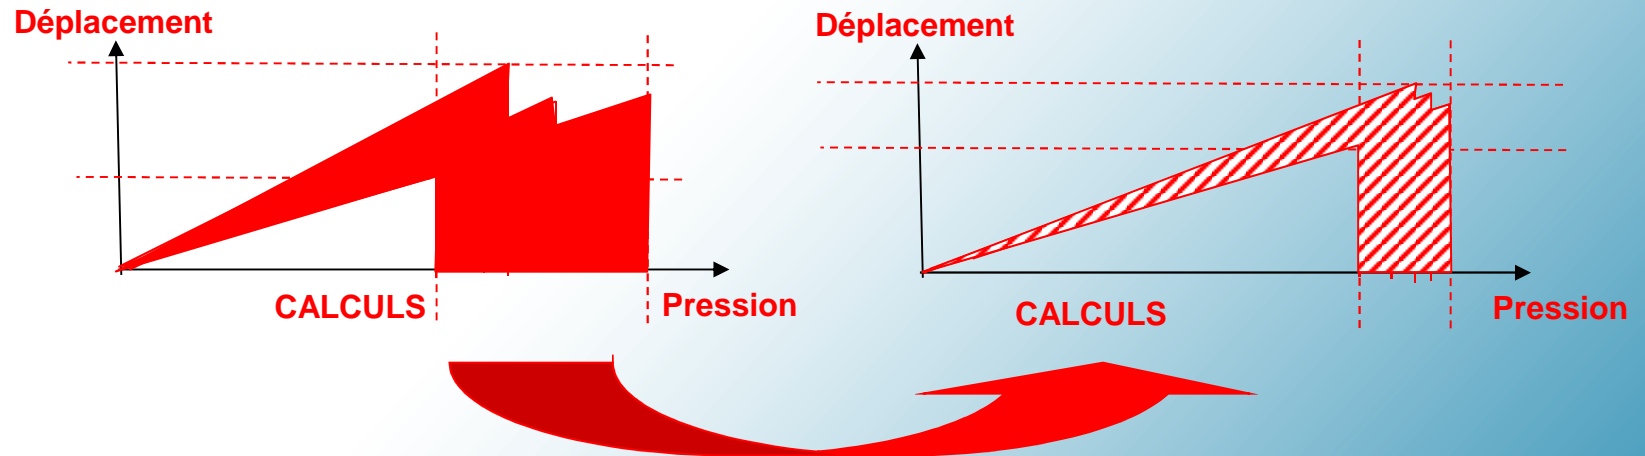 Déplacement
CALCULS
Pression
Déplacement
CALCULS
Pression